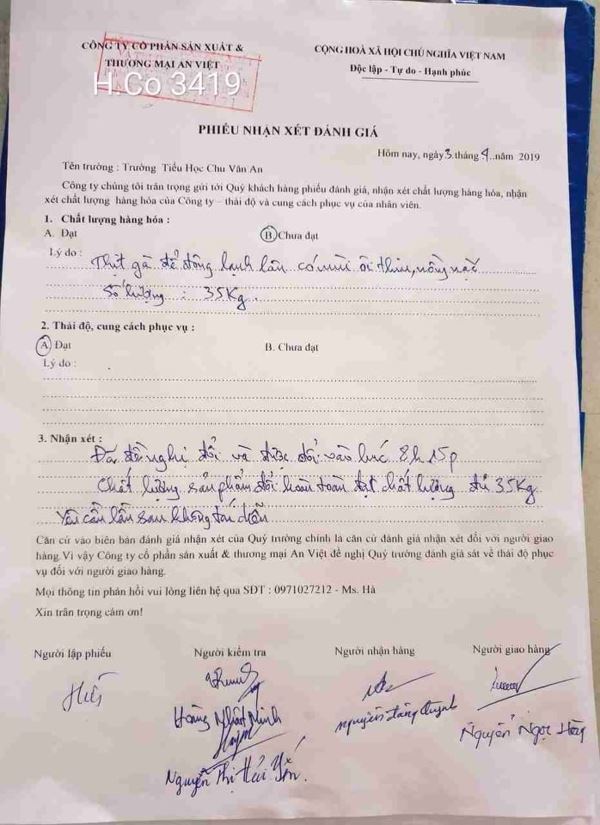 CÔNG TY CỔ PHẦN SẢN XUẤT &
THƯƠNG MẠI AN VIỆT
H.Co 3419
CỘNG HOÀ XÃ HỘI CHỦ NGHĨA VIỆT NAM
Độc lập - Tự do - Hạnh phúc
PHIẾU NHẬN XÉT ĐÁNH GIÁ
Hôm nay, ngày 3 tháng 4 năm 2019
Tên trường : Trường Tiểu Học Chu Văn An
Công ty chúng tôi trân trọng gửi tới Quý khách hàng phiếu đánh giá, nhận xét chất lượng hàng hóa, nhận
xét chất lượng hàng hóa của Công ty – thái độ và cung cách phục vụ của nhân viên.
1. Chất lượng hàng hóa :
A. Đạt B. Chưa đạt
Lý do : Thịt gà để đông lạnh lâu có mùi ôi thiu, nồng nặc
Số lượng : 35Kg.
2. Thái độ, cung cách phục vụ :
A. Đạt B. Chưa đạt
Lý do :
3. Nhận xét :
Đã đề nghị đổi và được đổi vào lúc 8h 15p
Chất lượng sản phẩm đổi hoàn toàn đạt chất lượng đủ 35Kg
Yêu cầu lần sau không tái diễn
Căn cứ vào biên bản đánh giá nhận xét của Quý trường chính là căn cứ đánh giá nhận xét đối với người giao
hàng.Vì vậy Công ty cổ phần sản xuất & thương mại An Việt đề nghị Quý trường đánh giá sát về thái độ phục
vụ đối với người giao hàng.
Mọi thông tin phản hồi vui lòng liên hệ qua SĐT : 0971027212 - Ms. Hà
Xin trân trọng cám ơn!
Người lập phiếu Người kiểm tra Người nhận hàng Người giao hàng
Hoàng Nhật Minh Nguyễn Đăng Quỳnh Nguyễn Ngọc
Nguyễn Thị Hải Yến.